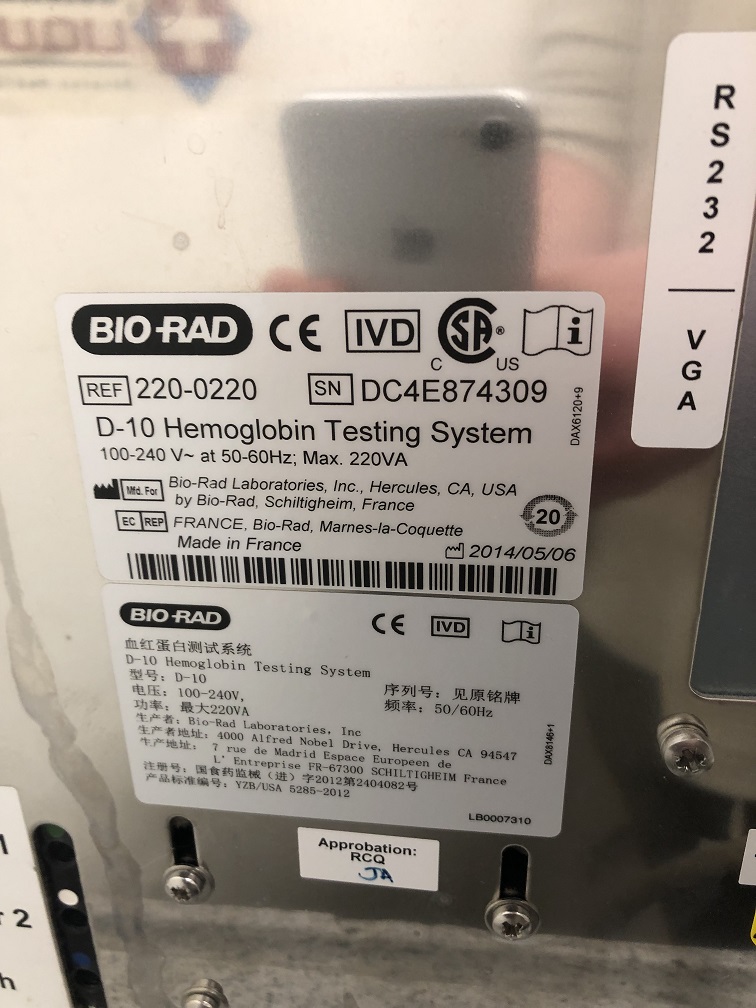 RS232 | VGA
BIO-RAD CE IVD SA® C US i
REF 220-0220 SN DC4E874309
D-10 Hemoglobin Testing System
100-240 V~ at 50-60Hz; Max. 220VA
DAX6120+9
Mfd. For Bio-Rad Laboratories, Inc., Hercules, CA, USA
by Bio-Rad, Schiltigheim, France
EC REP FRANCE, Bio-Rad, Marnes-la-Coquette
20
Made in France 2014/05/06
BIO-RAD CE IVD i
血红蛋白测试系统
D-10 Hemoglobin Testing System
型号: D-10
电压: 100-240V, 序列号: 见原铭牌
功率: 最大220VA 频率: 50/60Hz
生产者: Bio-Rad Laboratories, Inc
生产者地址: 4000 Alfred Nobel Drive, Hercules CA 94547
生产地址: 7 rue de Madrid Espace Europeen de
L' Entreprise FR-67300 SCHILTIGHEIM France
注册号: 国食药监械(进)字2012第2404082号
产品标准编号: YZB/USA 5285-2012
DAX8146+1
LB0007310
Approbation:
RCQ
JA
2
h